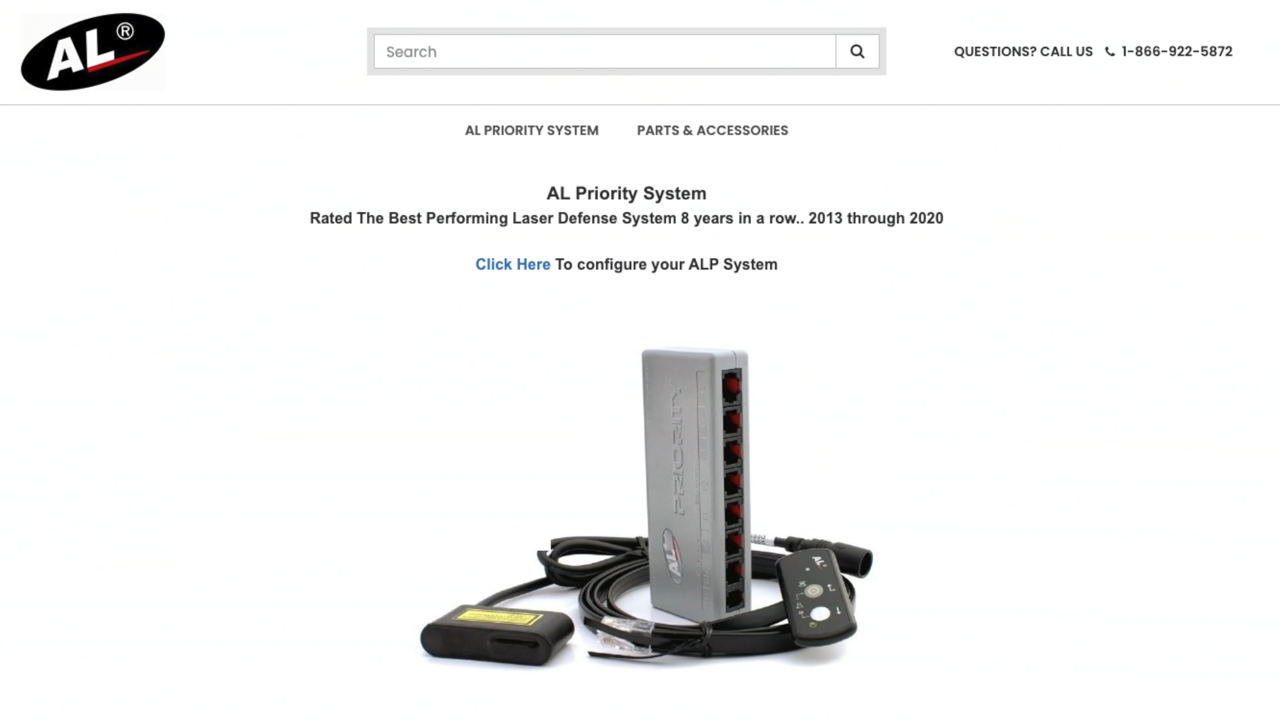 AL®
Search
QUESTIONS? CALL US 1-866-922-5872
AL PRIORITY SYSTEM PARTS & ACCESSORIES
AL Priority System
Rated The Best Performing Laser Defense System 8 years in a row.. 2013 through 2020
Click Here To configure your ALP System
PRIORITY
AL
AL